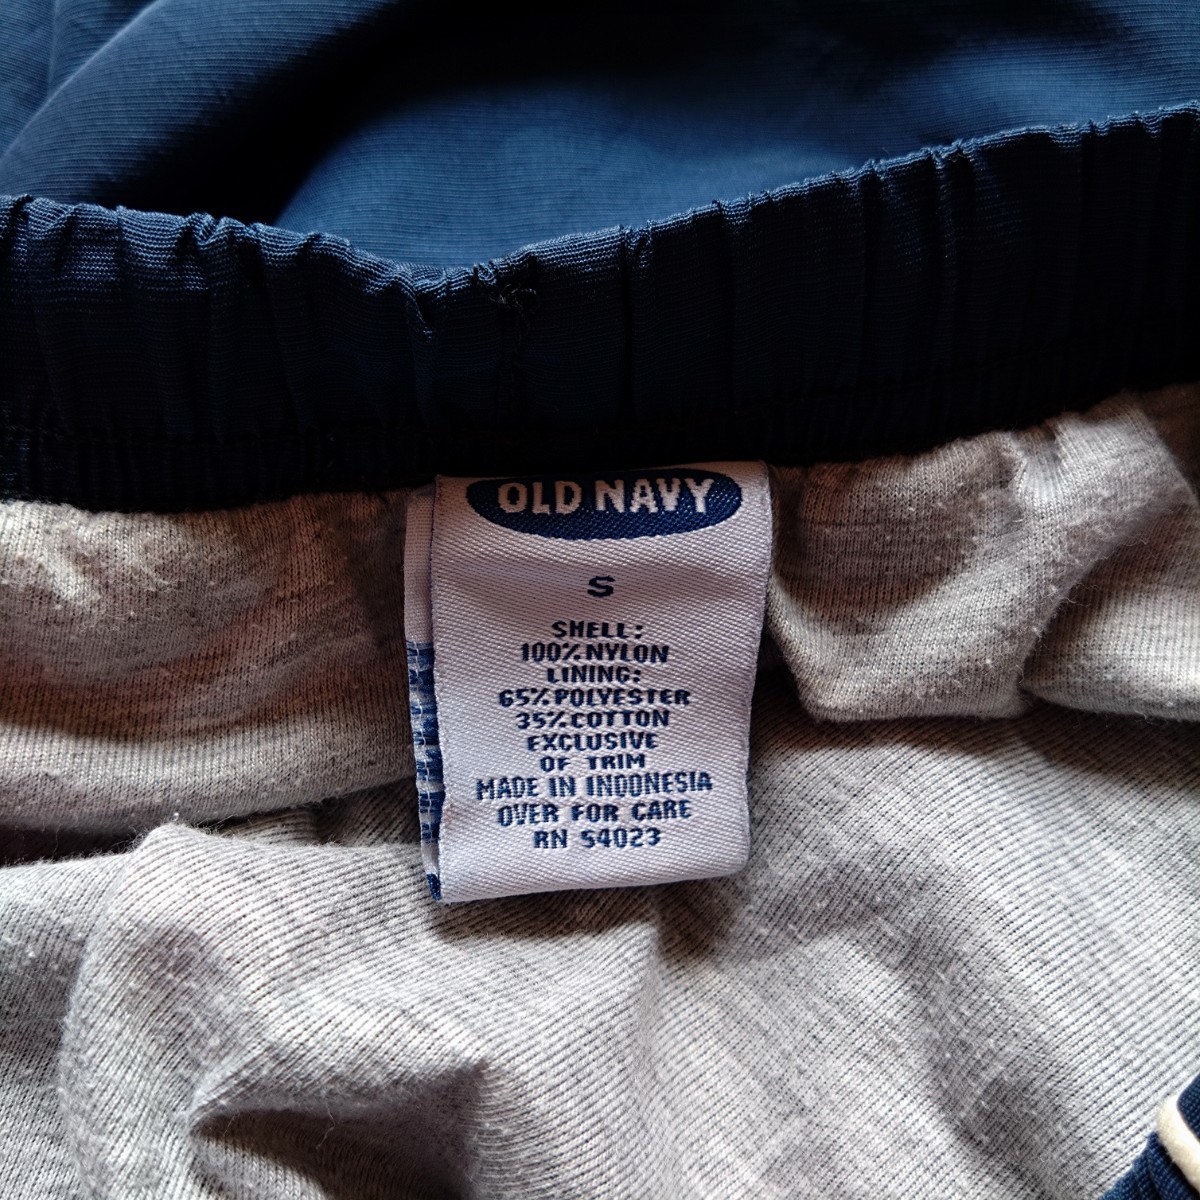 OLD NAVY
S
SHELL:
100% NYLON
LINING:
65% POLYESTER
35% COTTON
EXCLUSIVE
OF TRIM
MADE IN INDONESIA
OVER FOR CARE
RN 54023